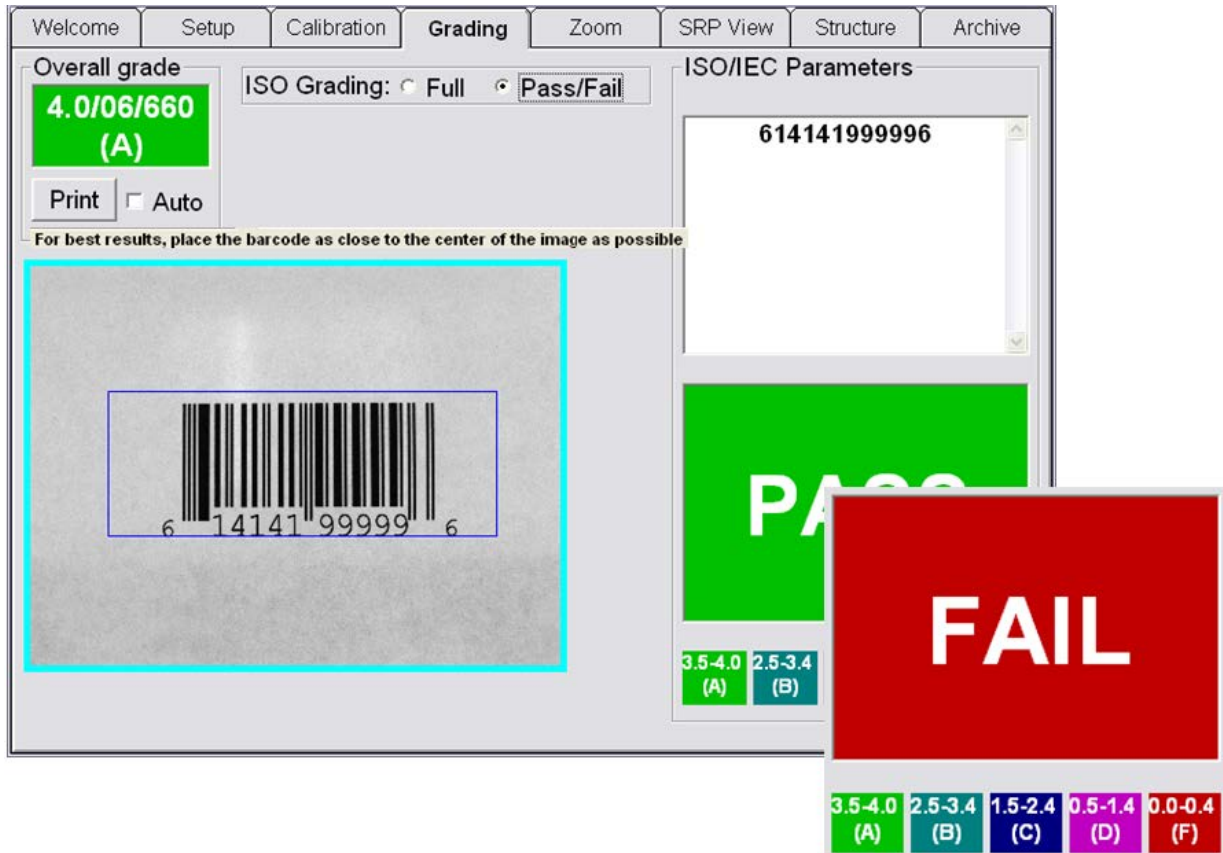 Welcome Setup Calibration Grading Zoom SRP View Structure Archive
Overall grade
4.0/06/660
(A)
Print Auto
ISO Grading: Full Pass/Fail
For best results, place the barcode as close to the center of the image as possible
6 14141 99999 6
ISO/IEC Parameters
614141999996
3.5-4.0 2.5-3.4
(A) (B)
FAIL
3.5-4.0 2.5-3.4 1.5-2.4 0.5-1.4 0.0-0.4
(A) (B) (C) (D) (F)